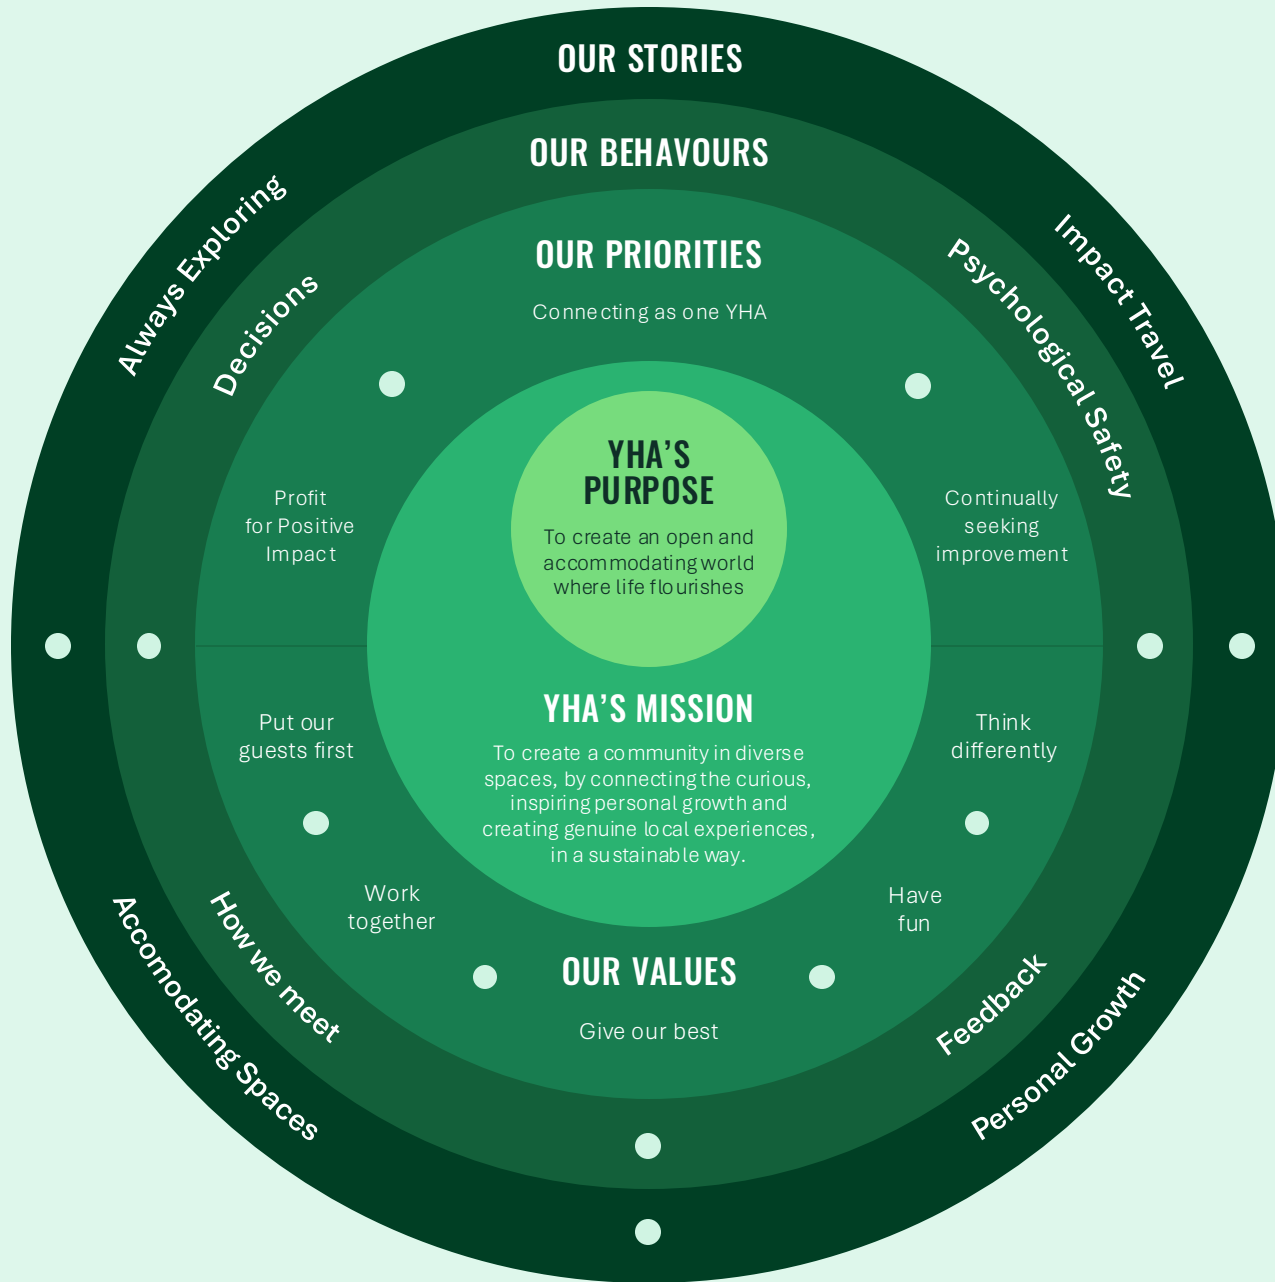 OUR STORIES
Always Exploring
Impact Travel
Accomodating Spaces
Personal Growth
OUR BEHAVOURS
Decisions
Psychological Safety
How we meet
Feedback
OUR PRIORITIES
Connecting as one YHA
Profit
for Positive
Impact
Continually
seeking
improvement
YHA’S
PURPOSE
To create an open and
accommodating world
where life flourishes
YHA’S MISSION
To create a community in diverse
spaces, by connecting the curious,
inspiring personal growth and
creating genuine local experiences,
in a sustainable way.
Put our
guests first
Think
differently
Work
together
Have
fun
OUR VALUES
Give our best